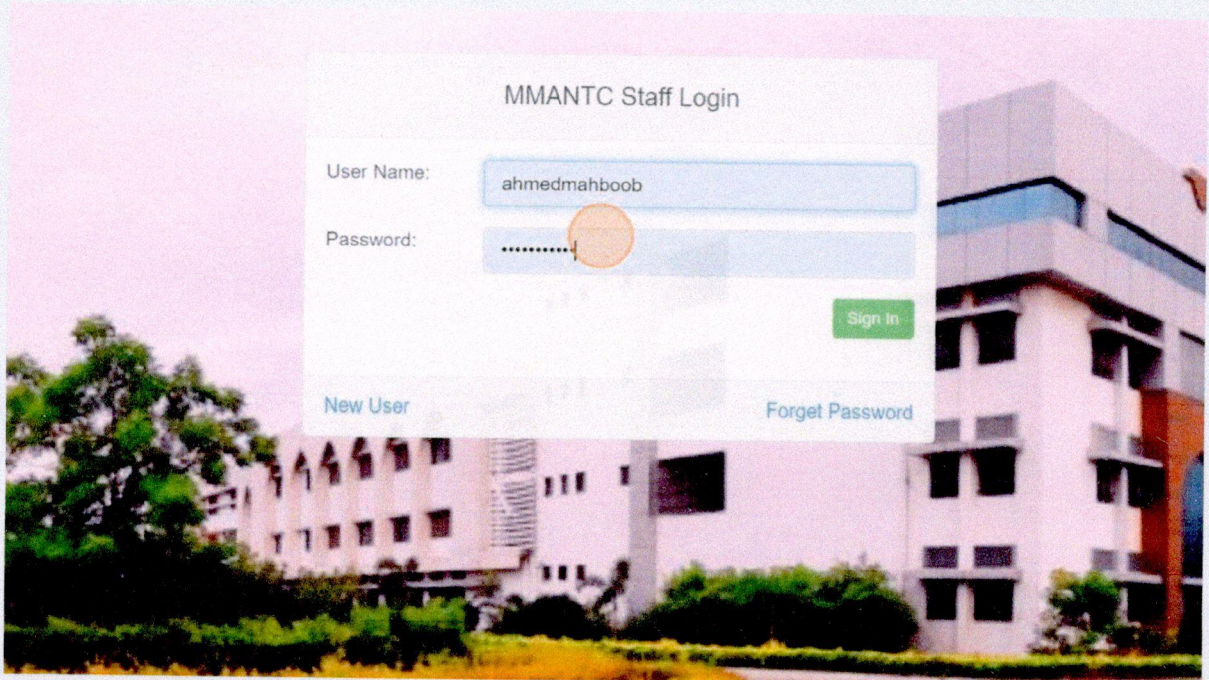 MMANTC Staff Login
User Name: ahmedmahboob
Password: •••••••••••
Sign In
New User Forget Password